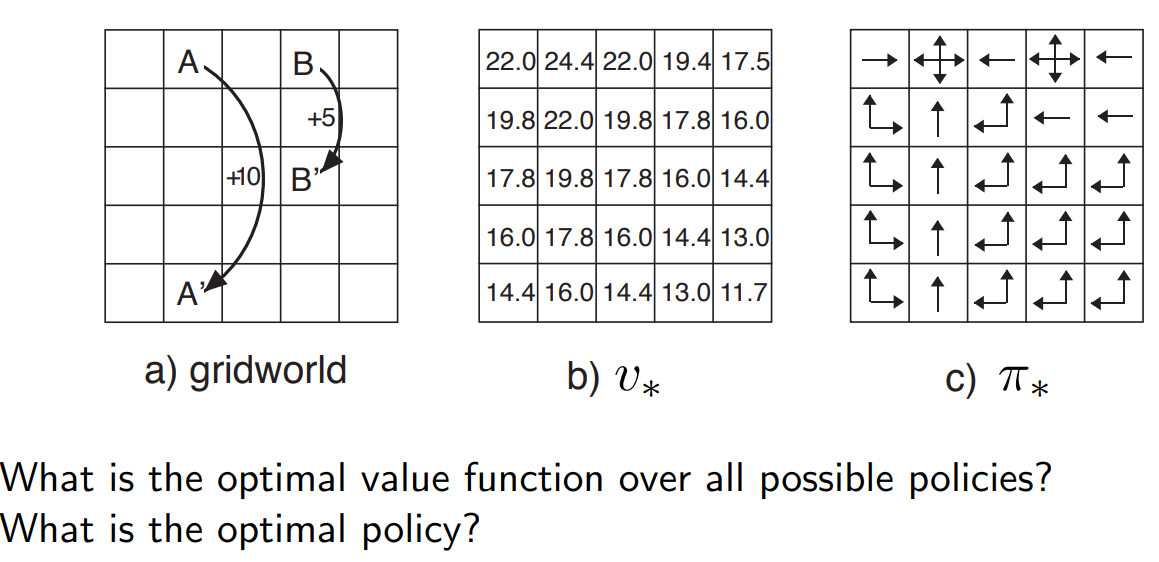 A B
+5
+10 B'
A'
22.0 24.4 22.0 19.4 17.5
19.8 22.0 19.8 17.8 16.0
17.8 19.8 17.8 16.0 14.4
16.0 17.8 16.0 14.4 13.0
14.4 16.0 14.4 13.0 11.7
a) gridworld b) v* c) π*
What is the optimal value function over all possible policies?
What is the optimal policy?